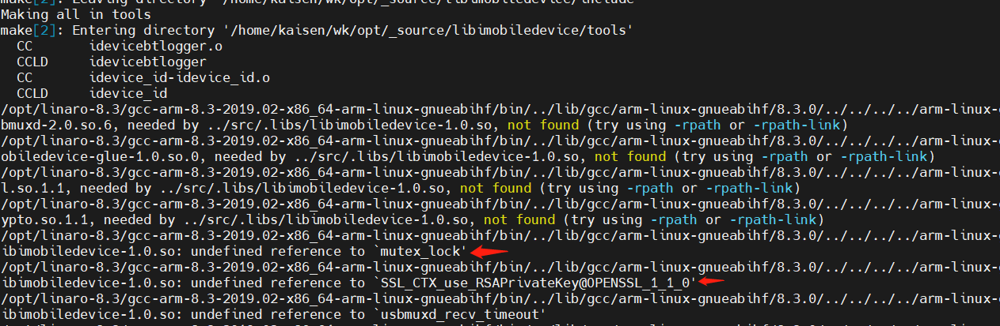 make[2]: Leaving directory '/home/kaisen/wk/opt/_source/libimobiledevice/include'
Making all in tools
make[2]: Entering directory '/home/kaisen/wk/opt/_source/libimobiledevice/tools'
  CC       idevicebtlogger.o
  CCLD     idevicebtlogger
  CC       idevice_id-idevice_id.o
  CCLD     idevice_id
/opt/linaro-8.3/gcc-arm-8.3-2019.02-x86_64-arm-linux-gnueabihf/bin/../lib/gcc/arm-linux-gnueabihf/8.3.0/../../../../arm-linux-
bmuxd-2.0.so.6, needed by ../src/.libs/libimobiledevice-1.0.so, not found (try using -rpath or -rpath-link)
/opt/linaro-8.3/gcc-arm-8.3-2019.02-x86_64-arm-linux-gnueabihf/bin/../lib/gcc/arm-linux-gnueabihf/8.3.0/../../../../arm-linux-
obiledevice-glue-1.0.so.0, needed by ../src/.libs/libimobiledevice-1.0.so, not found (try using -rpath or -rpath-link)
/opt/linaro-8.3/gcc-arm-8.3-2019.02-x86_64-arm-linux-gnueabihf/bin/../lib/gcc/arm-linux-gnueabihf/8.3.0/../../../../arm-linux-
l.so.1.1, needed by ../src/.libs/libimobiledevice-1.0.so, not found (try using -rpath or -rpath-link)
/opt/linaro-8.3/gcc-arm-8.3-2019.02-x86_64-arm-linux-gnueabihf/bin/../lib/gcc/arm-linux-gnueabihf/8.3.0/../../../../arm-linux-
ypto.so.1.1, needed by ../src/.libs/libimobiledevice-1.0.so, not found (try using -rpath or -rpath-link)
/opt/linaro-8.3/gcc-arm-8.3-2019.02-x86_64-arm-linux-gnueabihf/bin/../lib/gcc/arm-linux-gnueabihf/8.3.0/../../../../arm-linux-
ibimobiledevice-1.0.so: undefined reference to `mutex_lock'
/opt/linaro-8.3/gcc-arm-8.3-2019.02-x86_64-arm-linux-gnueabihf/bin/../lib/gcc/arm-linux-gnueabihf/8.3.0/../../../../arm-linux-
ibimobiledevice-1.0.so: undefined reference to `SSL_CTX_use_RSAPrivateKey@OPENSSL_1_1_0'
/opt/linaro-8.3/gcc-arm-8.3-2019.02-x86_64-arm-linux-gnueabihf/bin/../lib/gcc/arm-linux-gnueabihf/8.3.0/../../../../arm-linux-
ibimobiledevice-1.0.so: undefined reference to `usbmuxd_recv_timeout'